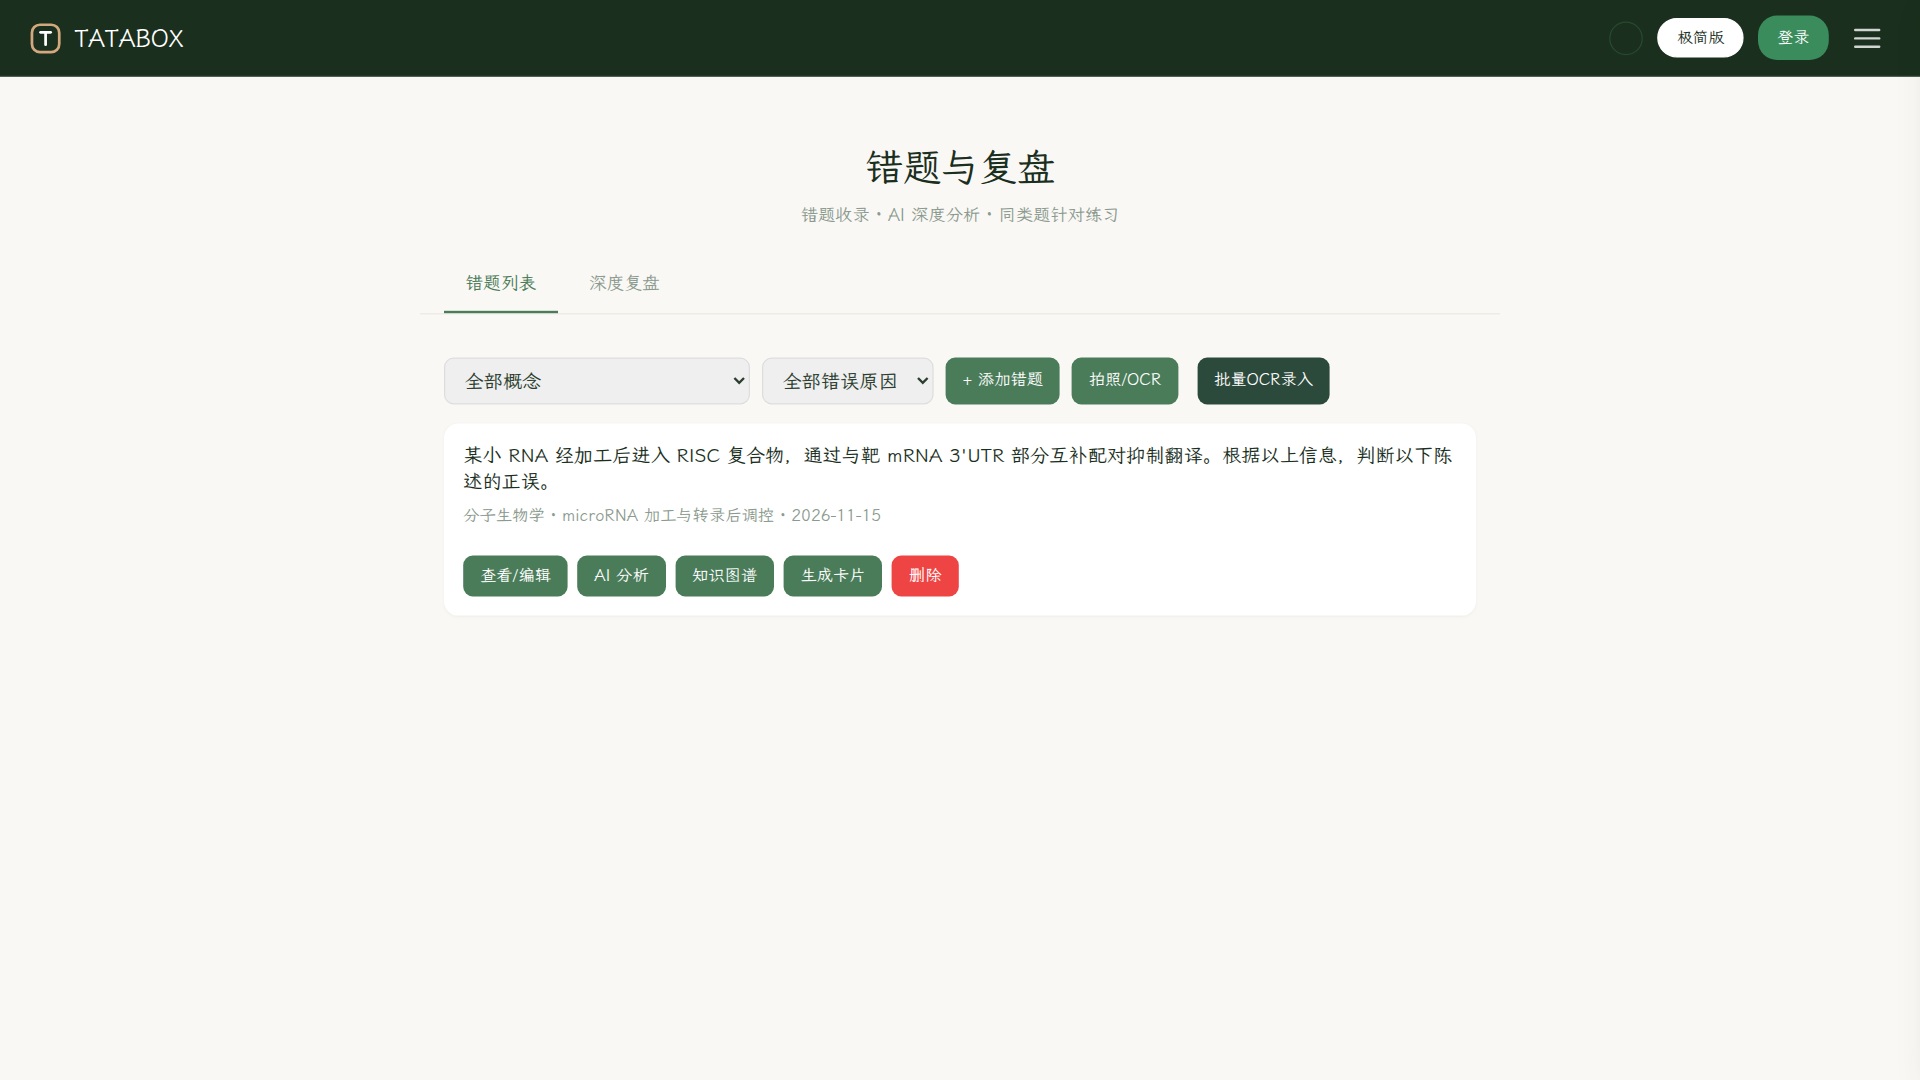 TATABOX
极简版
登录
错题与复盘
错题收录・AI 深度分析・同类题针对练习
错题列表
深度复盘
全部概念
全部错误原因
+ 添加错题
拍照/OCR
批量OCR录入
某小 RNA 经加工后进入 RISC 复合物，通过与靶 mRNA 3'UTR 部分互补配对抑制翻译。根据以上信息，判断以下陈
述的正误。
分子生物学・microRNA 加工与转录后调控・2026-11-15
查看/编辑
AI 分析
知识图谱
生成卡片
删除